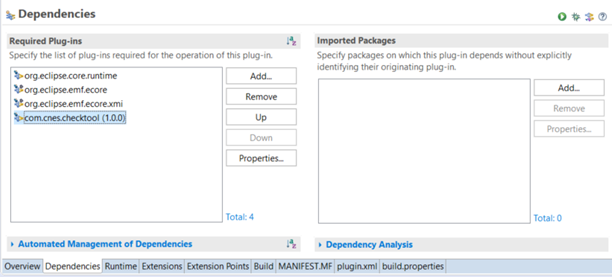 Dependencies
Required Plug-ins
Specify the list of plug-ins required for the operation of this plug-in.
org.eclipse.core.runtime
org.eclipse.emf.ecore
org.eclipse.emf.ecore.xmi
com.cnes.checktool (1.0.0)
Add...
Remove
Up
Down
Properties...
Total: 4
Imported Packages
Specify packages on which this plug-in depends without explicitly
identifying their originating plug-in.
Add...
Remove
Properties...
Total: 0
Automated Management of Dependencies
Dependency Analysis
Overview Dependencies Runtime Extensions Extension Points Build MANIFEST.MF plugin.xml build.properties